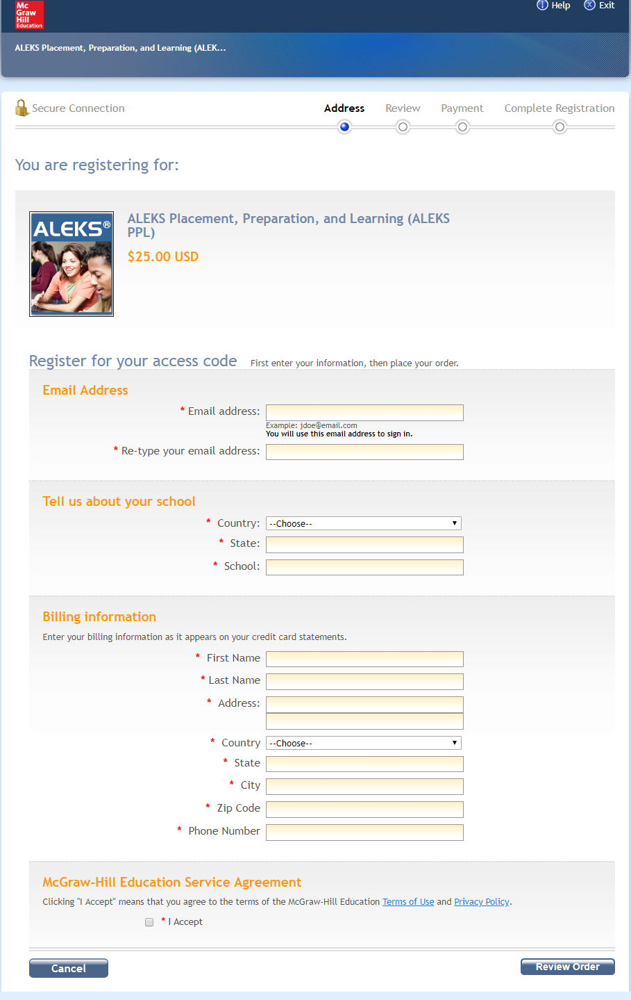 Mc
Graw
Hill
Education
Help
Exit
ALEKS Placement, Preparation, and Learning (ALEK...
Secure Connection
Address
Review
Payment
Complete Registration
You are registering for:
ALEKS®
ALEKS Placement, Preparation, and Learning (ALEKS
PPL)
$25.00 USD
Register for your access code First enter your information, then place your order.
Email Address
* Email address:
Example: jdoe@email.com
You will use this email address to sign in.
* Re-type your email address:
Tell us about your school
* Country: --Choose--
* State:
* School:
Billing information
Enter your billing information as it appears on your credit card statements.
* First Name
* Last Name
* Address:
* Country --Choose--
* State
* City
* Zip Code
* Phone Number
McGraw-Hill Education Service Agreement
Clicking "I Accept" means that you agree to the terms of the McGraw-Hill Education Terms of Use and Privacy Policy.
* I Accept
Cancel
Review Order